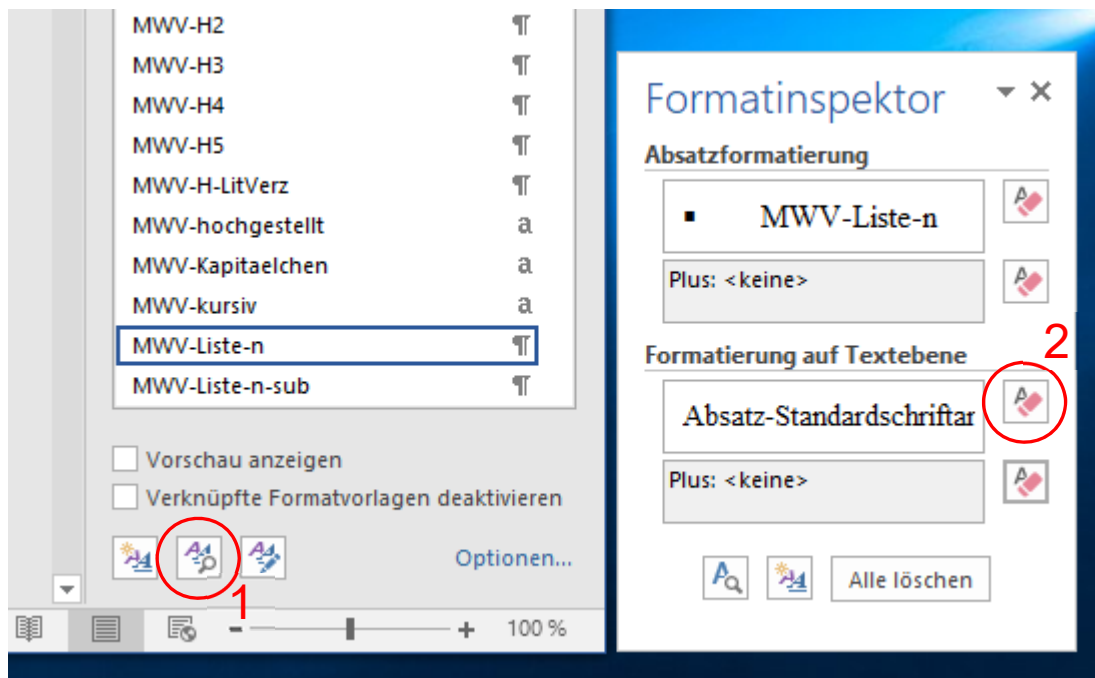 MWV-H2 ¶
MWV-H3 ¶
MWV-H4 ¶
MWV-H5 ¶
MWV-H-LitVerz ¶
MWV-hochgestellt a
MWV-Kapitaelchen a
MWV-kursiv a
MWV-Liste-n ¶
MWV-Liste-n-sub ¶
Vorschau anzeigen
Verknüpfte Formatvorlagen deaktivieren
Optionen...
1
- + 100 %
Formatinspektor
Absatzformatierung
▪ MWV-Liste-n
Plus: <keine>
Formatierung auf Textebene
2
Absatz-Standardschriftar
Plus: <keine>
Alle löschen